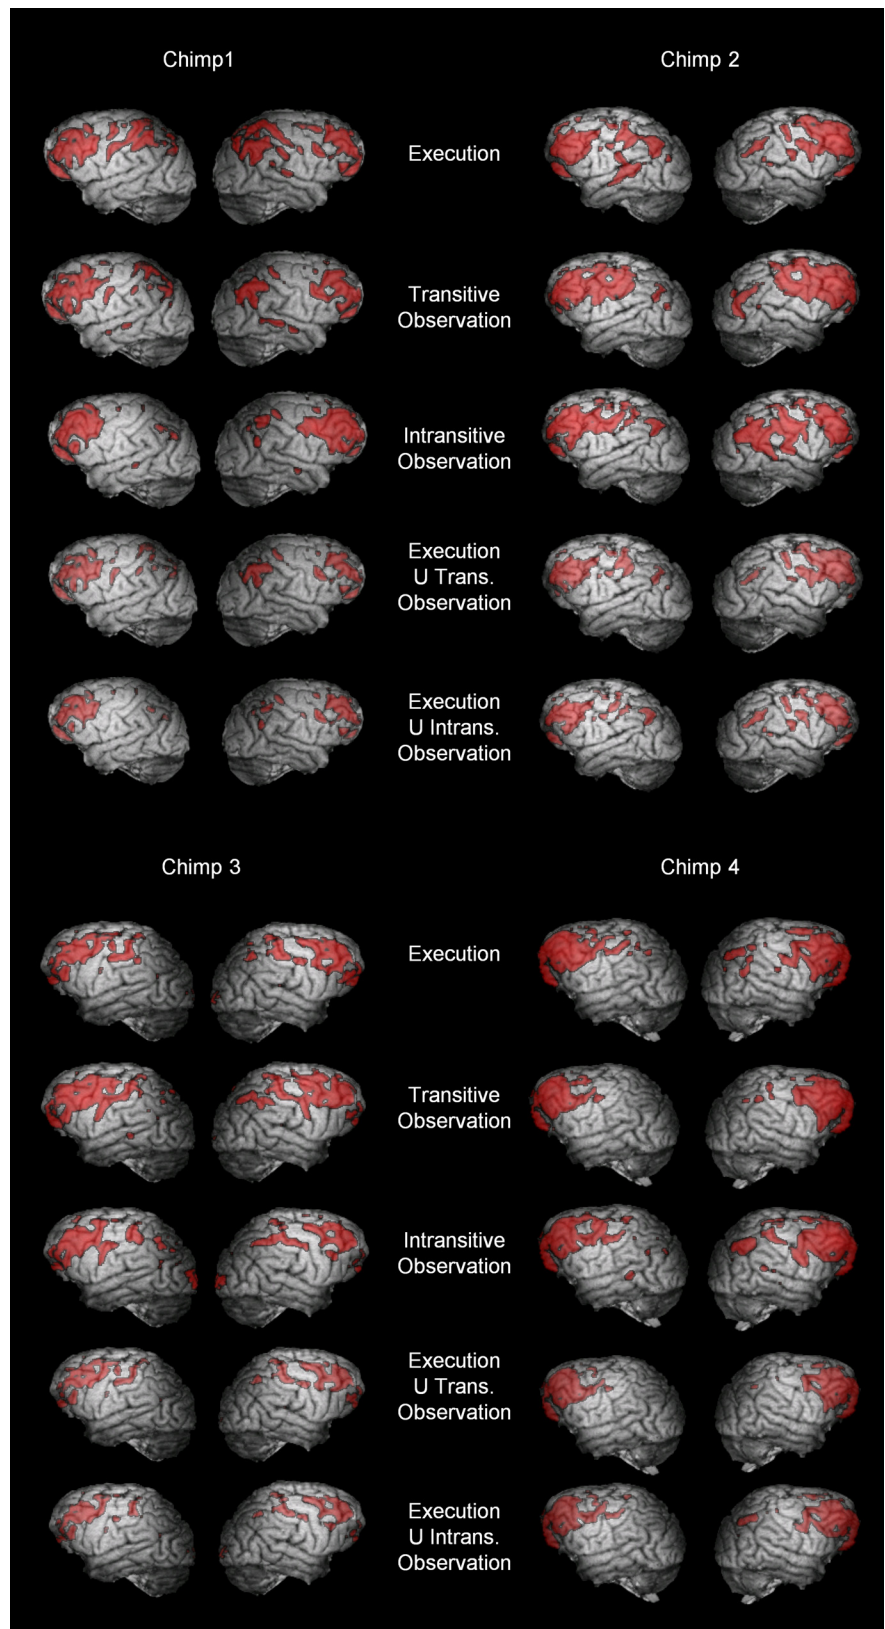 Chimp1
Chimp 2
Execution
Transitive
Observation
Intransitive
Observation
Execution
U Trans.
Observation
Execution
U Intrans.
Observation
Chimp 3
Chimp 4
Execution
Transitive
Observation
Intransitive
Observation
Execution
U Trans.
Observation
Execution
U Intrans.
Observation